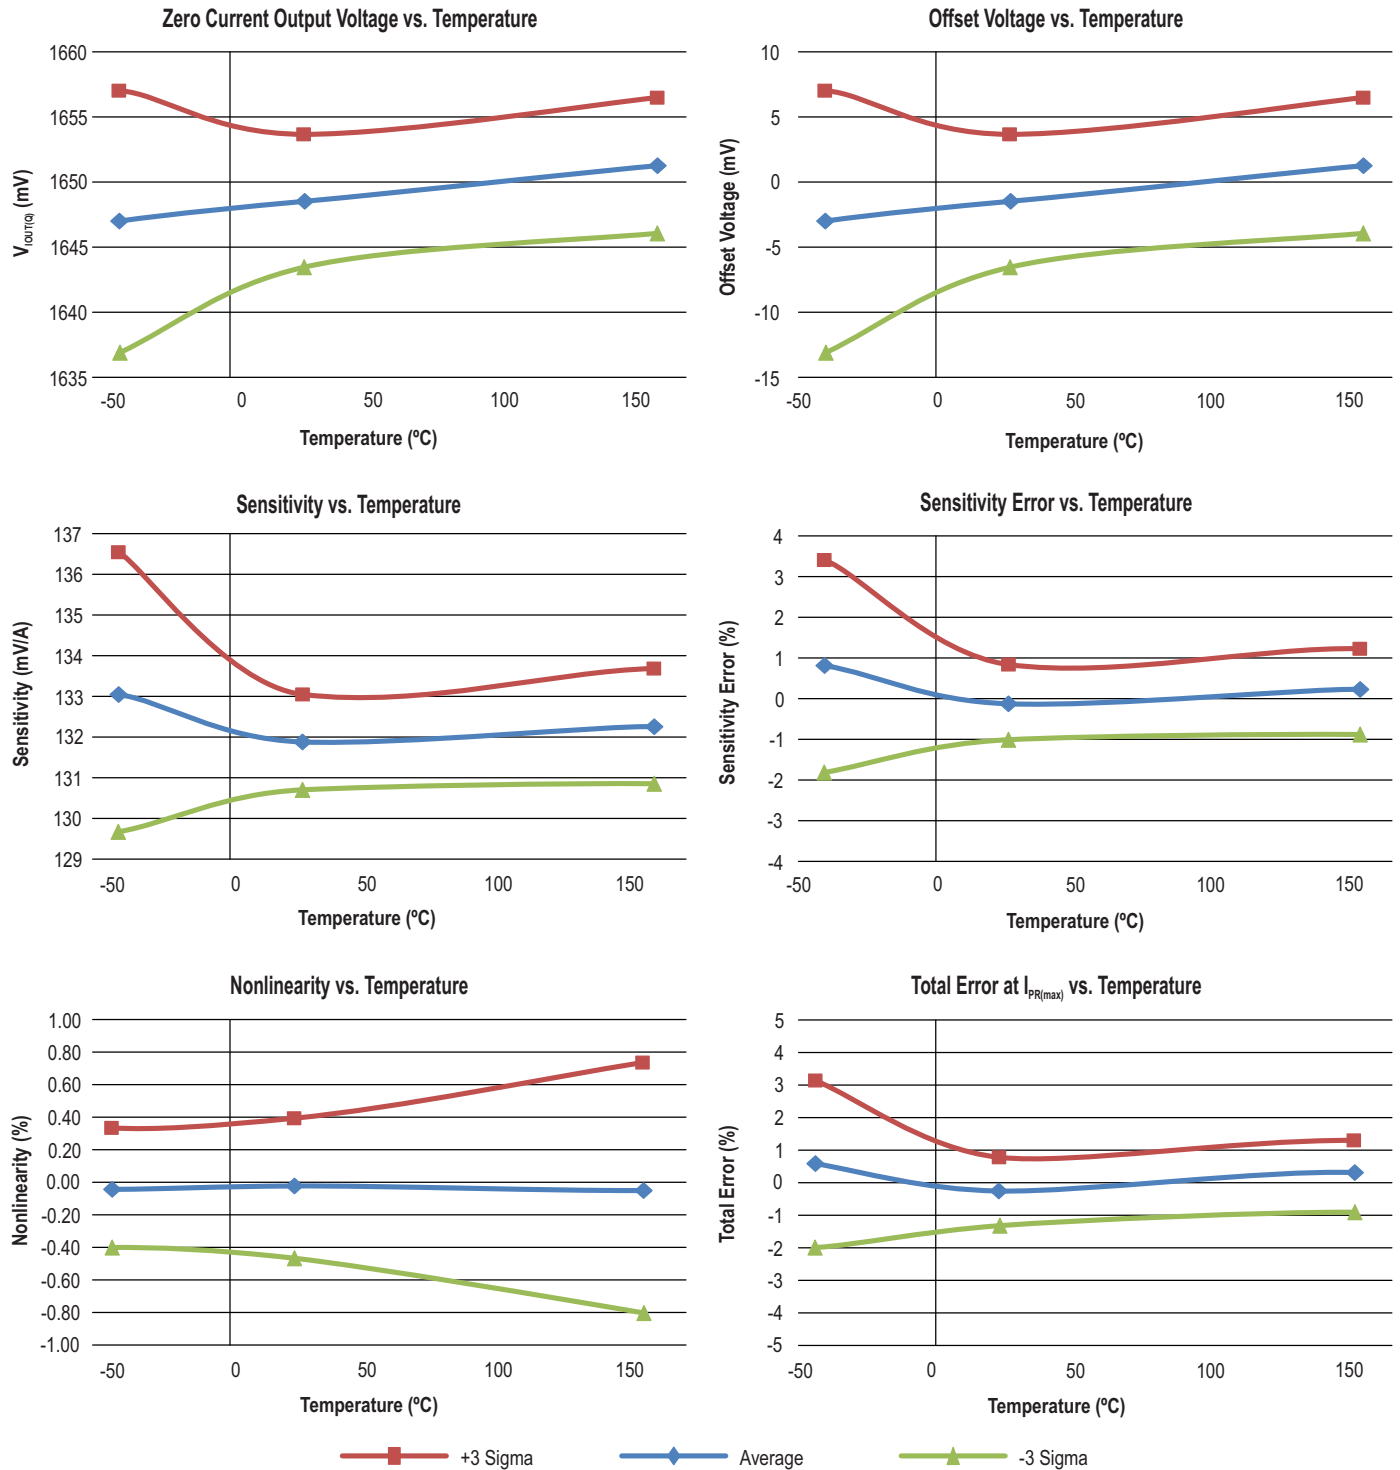 Zero Current Output Voltage vs. Temperature
1660
1655
1650
1645
1640
1635
VIOUT(Q) (mV)
-50 0 50 100 150
Temperature (ºC)
Offset Voltage vs. Temperature
10
5
0
-5
-10
-15
Offset Voltage (mV)
-50 0 50 100 150
Temperature (ºC)
Sensitivity vs. Temperature
137
136
135
134
133
132
131
130
129
Sensitivity (mV/A)
-50 0 50 100 150
Temperature (ºC)
Sensitivity Error vs. Temperature
4
3
2
1
0
-1
-2
-3
-4
Sensitivity Error (%)
-50 0 50 100 150
Temperature (ºC)
Nonlinearity vs. Temperature
1.00
0.80
0.60
0.40
0.20
0.00
-0.20
-0.40
-0.60
-0.80
-1.00
Nonlinearity (%)
-50 0 50 100 150
Temperature (ºC)
Total Error at IPR(max) vs. Temperature
5
4
3
2
1
0
-1
-2
-3
-4
-5
Total Error (%)
-50 0 50 100 150
Temperature (ºC)
+3 Sigma Average -3 Sigma